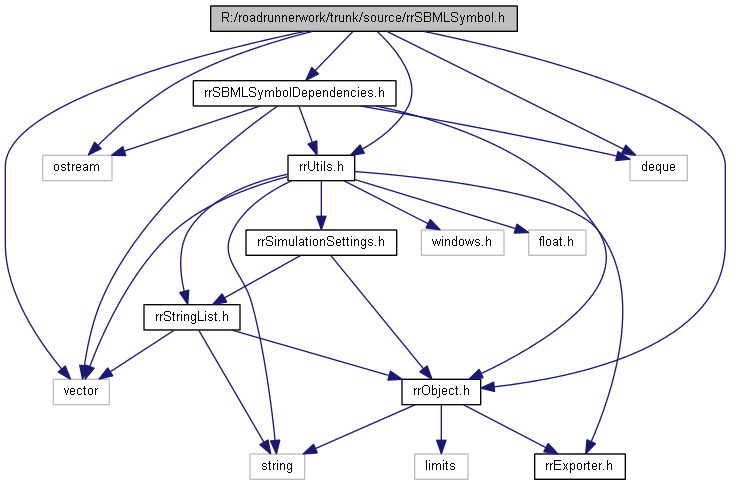 R:/roadrunnerwork/trunk/source/rrSBMLSymbol.h
rrSBMLSymbolDependencies.h
ostream
rrUtils.h
deque
rrSimulationSettings.h
windows.h
float.h
rrStringList.h
vector
rrObject.h
string
limits
rrExporter.h